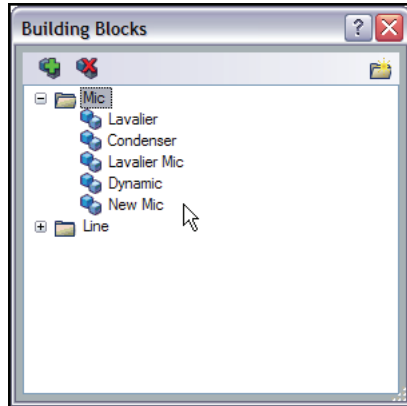 Building Blocks
Mic
Lavalier
Condenser
Lavalier Mic
Dynamic
New Mic
Line